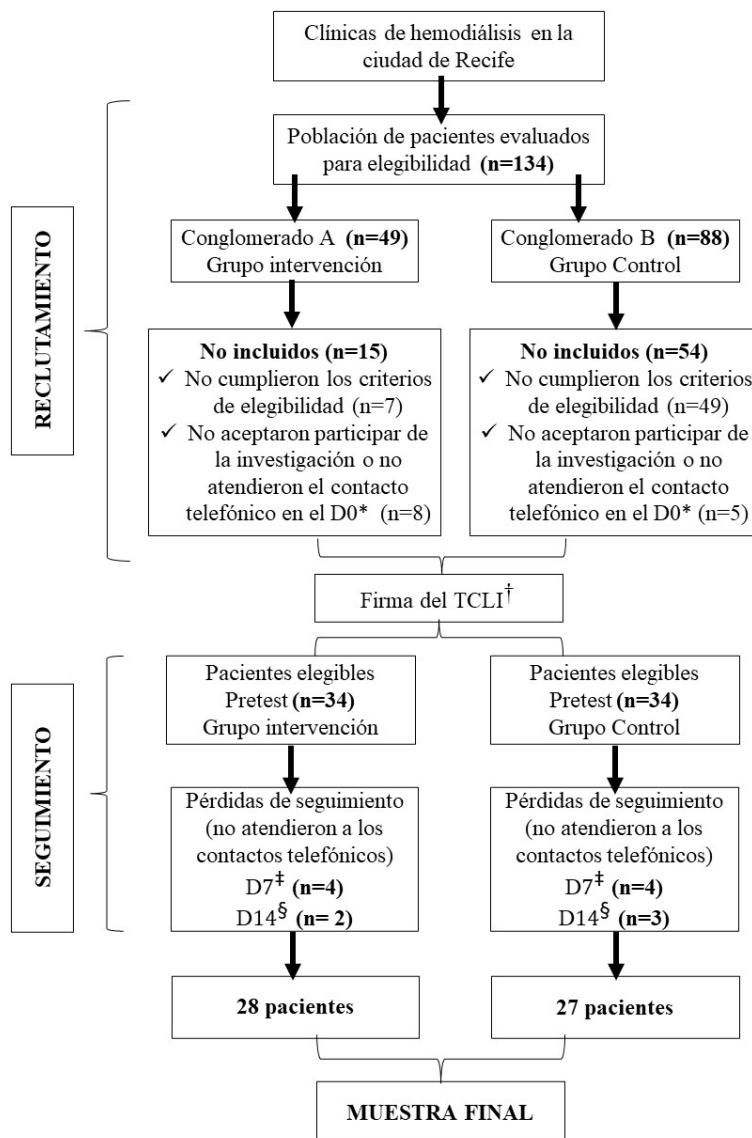 Clínicas de hemodiálisis en la
ciudad de Recife
Población de pacientes evaluados
para elegibilidad (n=134)
RECLUTAMIENTO
Conglomerado A (n=49)
Grupo intervención
Conglomerado B (n=88)
Grupo Control
No incluidos (n=15)
✓ No cumplieron los criterios
de elegibilidad (n=7)
✓ No aceptaron participar de
la investigación o no
atendieron el contacto
telefónico en el D0* (n=8)
No incluidos (n=54)
✓ No cumplieron los criterios
de elegibilidad (n=49)
✓ No aceptaron participar de
la investigación o no
atendieron el contacto
telefónico en el D0* (n=5)
Firma del TCLI†
SEGUIMIENTO
Pacientes elegibles
Pretest (n=34)
Grupo intervención
Pacientes elegibles
Pretest (n=34)
Grupo Control
Pérdidas de seguimiento
(no atendieron a los
contactos telefónicos)
D7‡ (n=4)
D14§ (n= 2)
Pérdidas de seguimiento
(no atendieron a los
contactos telefónicos)
D7‡ (n=4)
D14§ (n=3)
28 pacientes
27 pacientes
MUESTRA FINAL